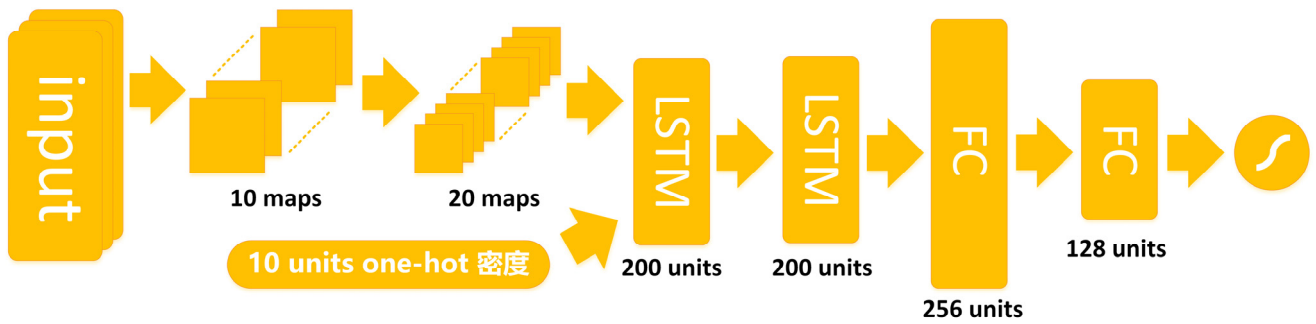 input
10 maps
20 maps
10 units one-hot 密度
LSTM
200 units
LSTM
200 units
FC
256 units
FC
128 units